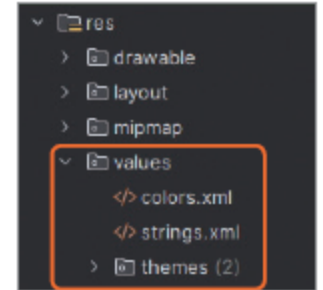 res
drawable
layout
mipmap
values
</> colors.xml
</> strings.xml
themes (2)